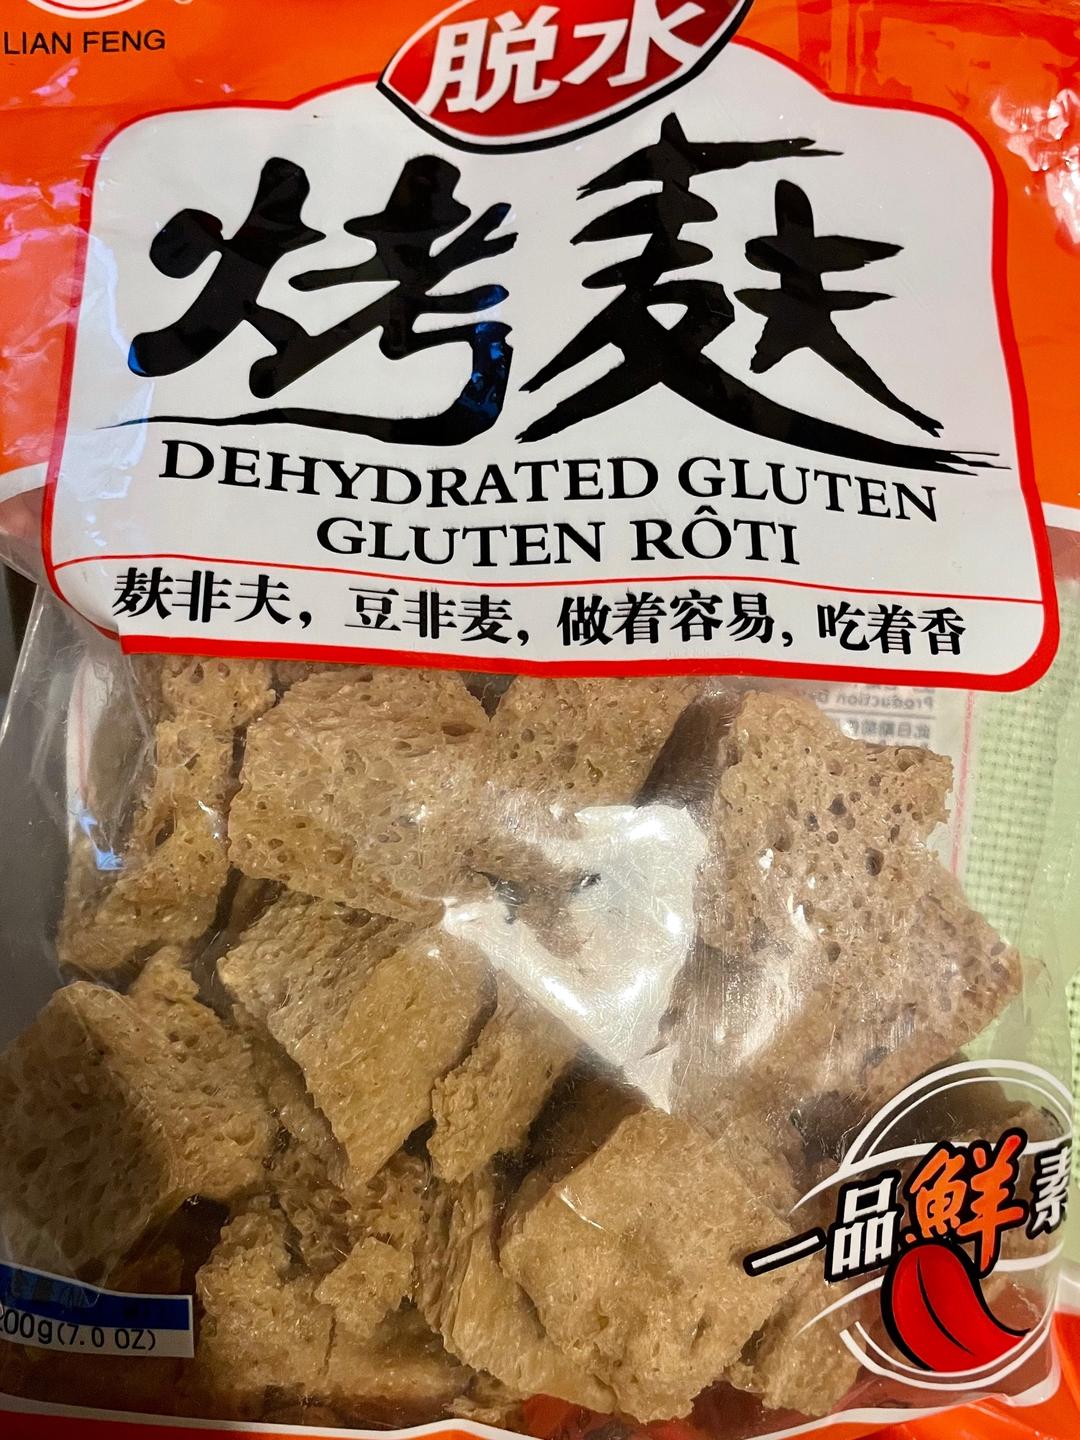 LIAN FENG
脱水
烤麸
DEHYDRATED GLUTEN
GLUTEN RÔTI
麸非夫，豆非麦，做着容易，吃着香
Production
一品鲜素
200g(7.0 OZ)